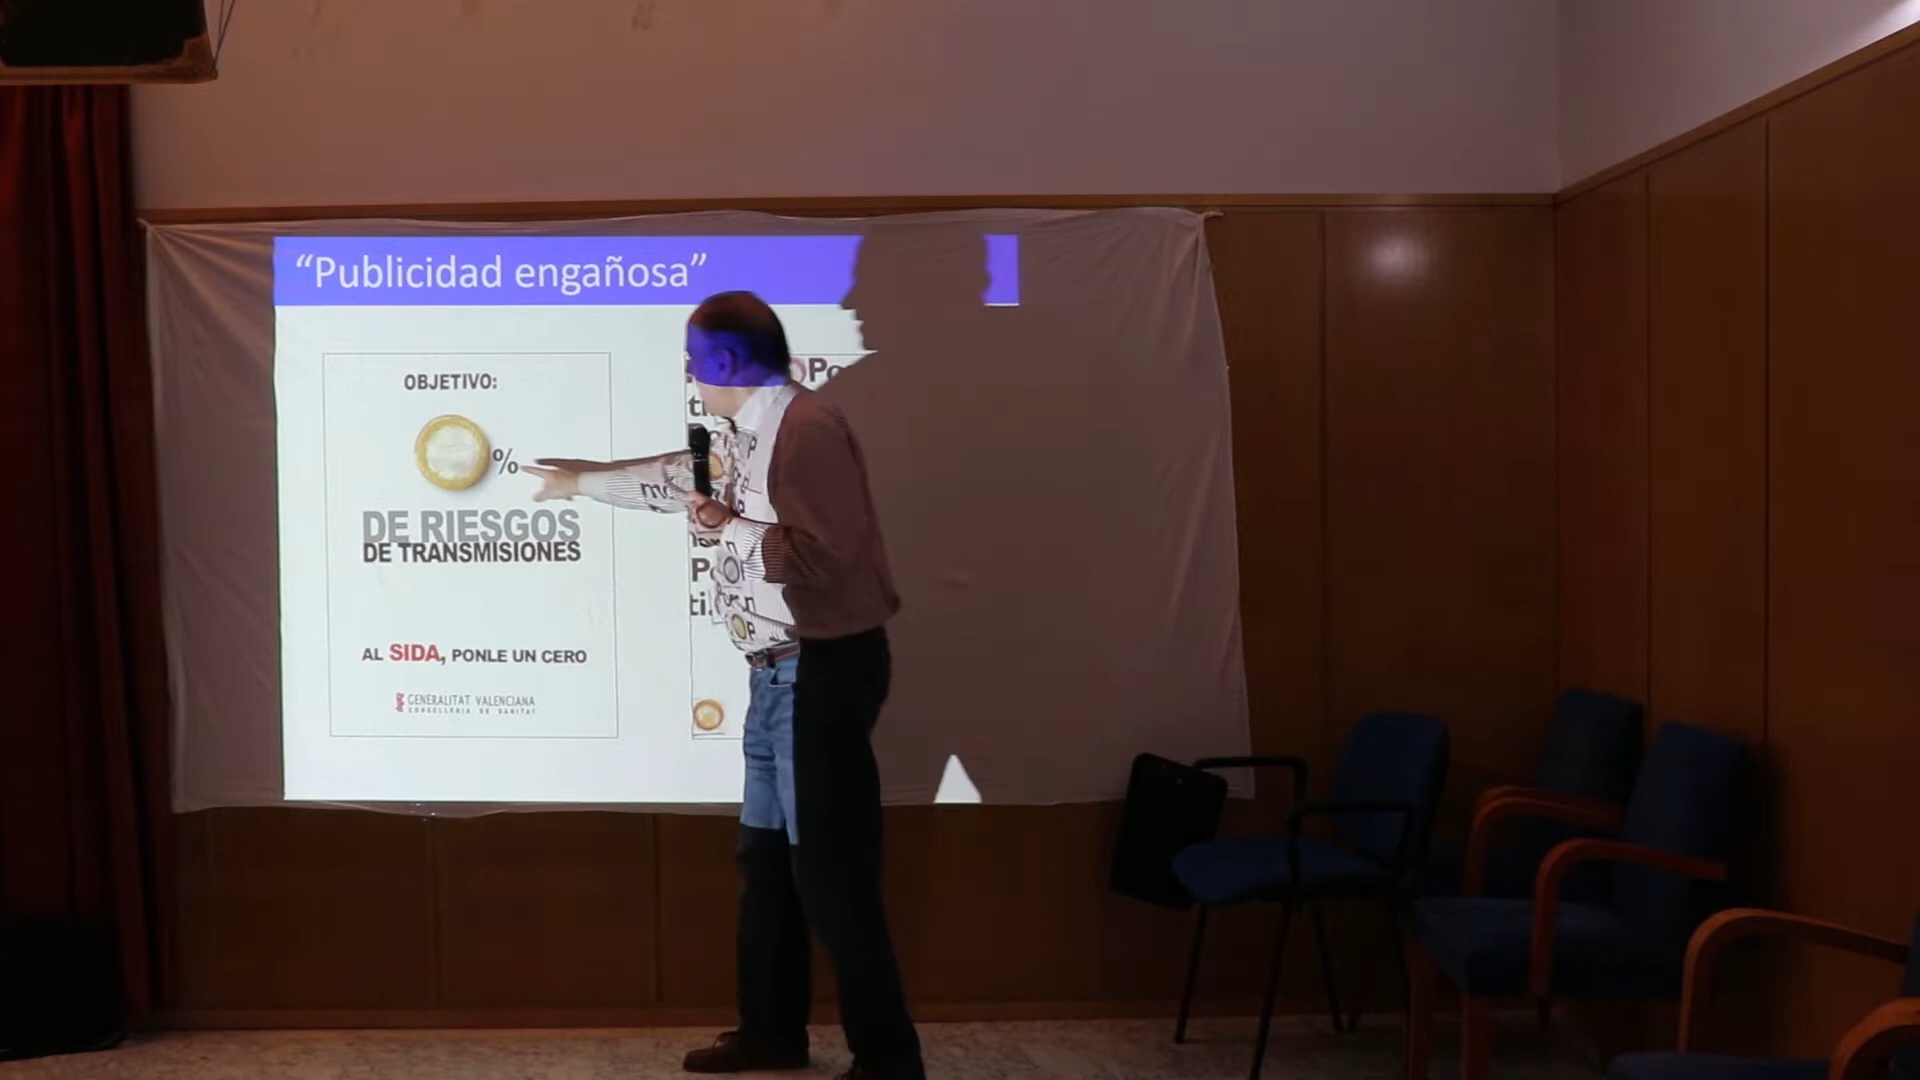 “Publicidad engañosa”
OBJETIVO:
%
DE RIESGOS
DE TRANSMISIONES
AL SIDA, PONLE UN CERO
GENERALITAT VALENCIANA
CONSELLERIA DE SANITAT